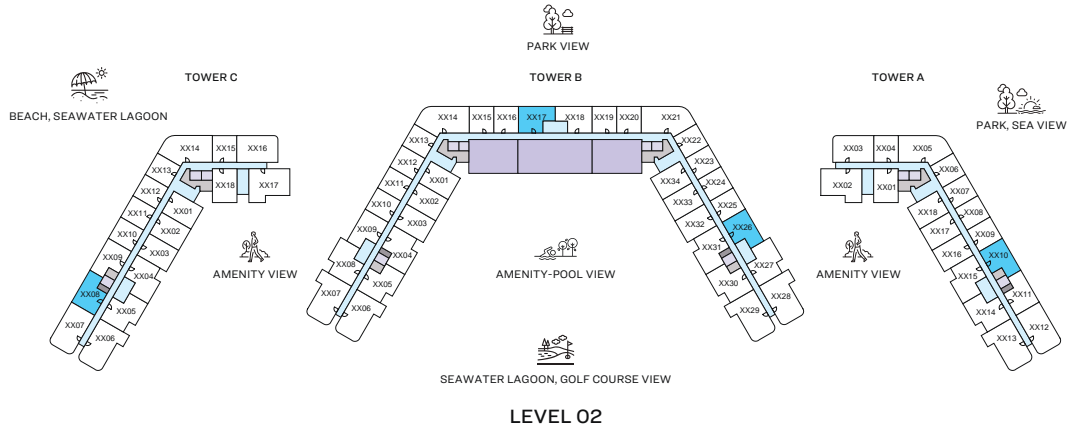 PARK VIEW
TOWER C
TOWER B
TOWER A
BEACH, SEAWATER LAGOON
PARK, SEA VIEW
XX14
XX15
XX16
XX13
XX12
XX11
XX10
XX09
XX08
XX07
XX06
XX05
XX04
XX03
XX02
XX01
XX18
XX17
AMENITY VIEW
XX14
XX15
XX16
XX17
XX18
XX19
XX20
XX21
XX13
XX12
XX11
XX10
XX09
XX08
XX07
XX06
XX05
XX04
XX03
XX02
XX01
XX22
XX23
XX24
XX25
XX26
XX27
XX28
XX29
XX30
XX31
XX32
XX33
XX34
AMENITY-POOL VIEW
AMENITY VIEW
XX03
XX04
XX05
XX02
XX01
XX06
XX07
XX08
XX09
XX10
XX11
XX12
XX13
XX14
XX15
XX16
XX17
XX18
SEAWATER LAGOON, GOLF COURSE VIEW
LEVEL 02